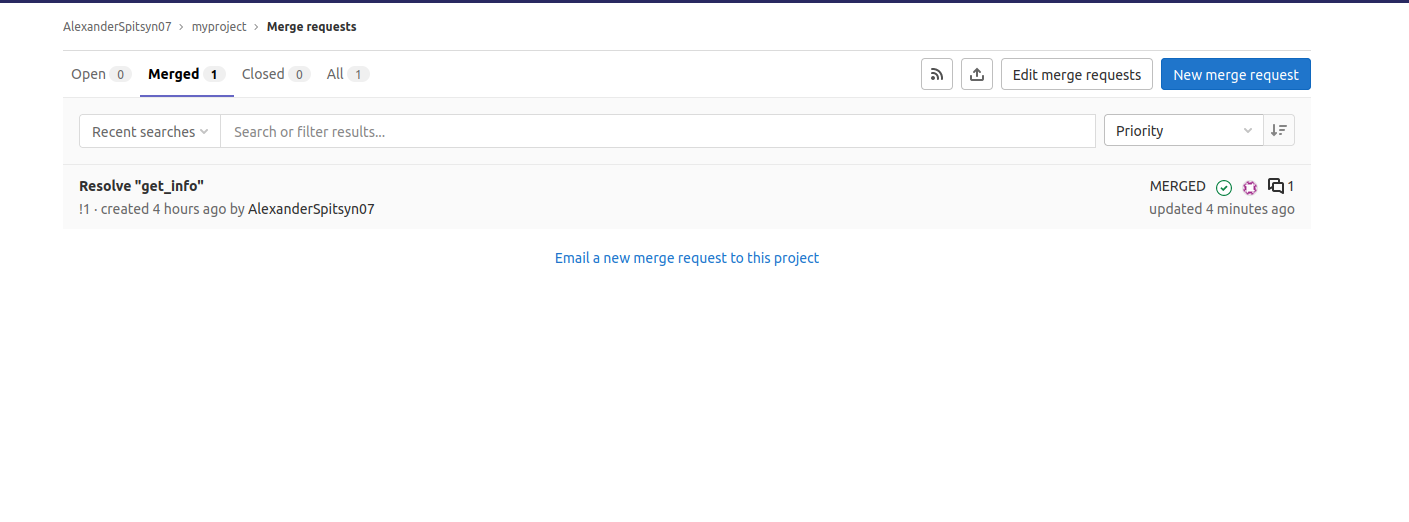 AlexanderSpitsyn07 › myproject › Merge requests
Open 0 Merged 1 Closed 0 All 1 Edit merge requests New merge request
Recent searches Search or filter results... Priority
Resolve "get_info" MERGED 1
!1 · created 4 hours ago by AlexanderSpitsyn07 updated 4 minutes ago
Email a new merge request to this project